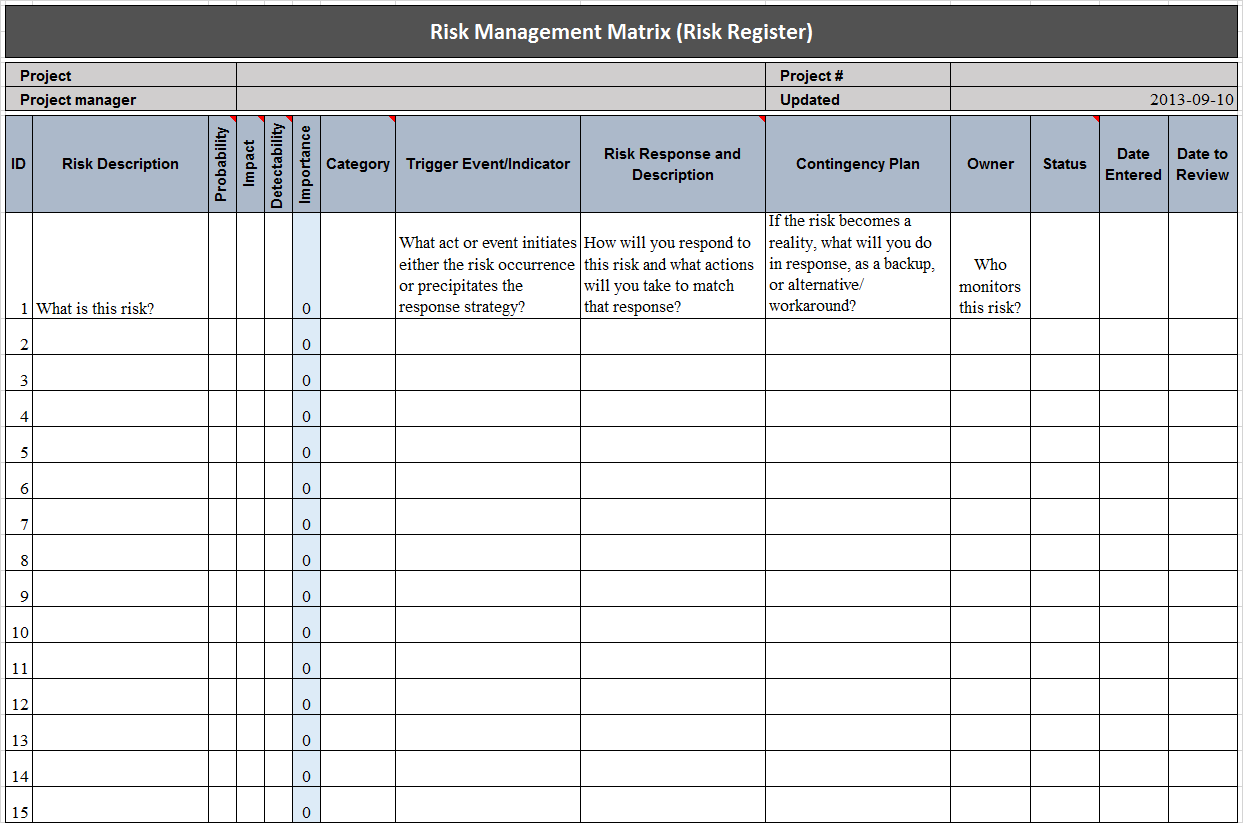 Risk Management Matrix (Risk Register)
Project
Project #
Project manager
Updated
2013-09-10
ID
Risk Description
Probability
Impact
Detectability
Importance
Category
Trigger Event/Indicator
Risk Response and
Description
Contingency Plan
Owner
Status
Date
Entered
Date to
Review
1
What is this risk?
0
What act or event initiates
either the risk occurrence
or precipitates the
response strategy?
How will you respond to
this risk and what actions
will you take to match
that response?
If the risk becomes a
reality, what will you do
in response, as a backup,
or alternative/
workaround?
Who
monitors
this risk?
2
0
3
0
4
0
5
0
6
0
7
0
8
0
9
0
10
0
11
0
12
0
13
0
14
0
15
0